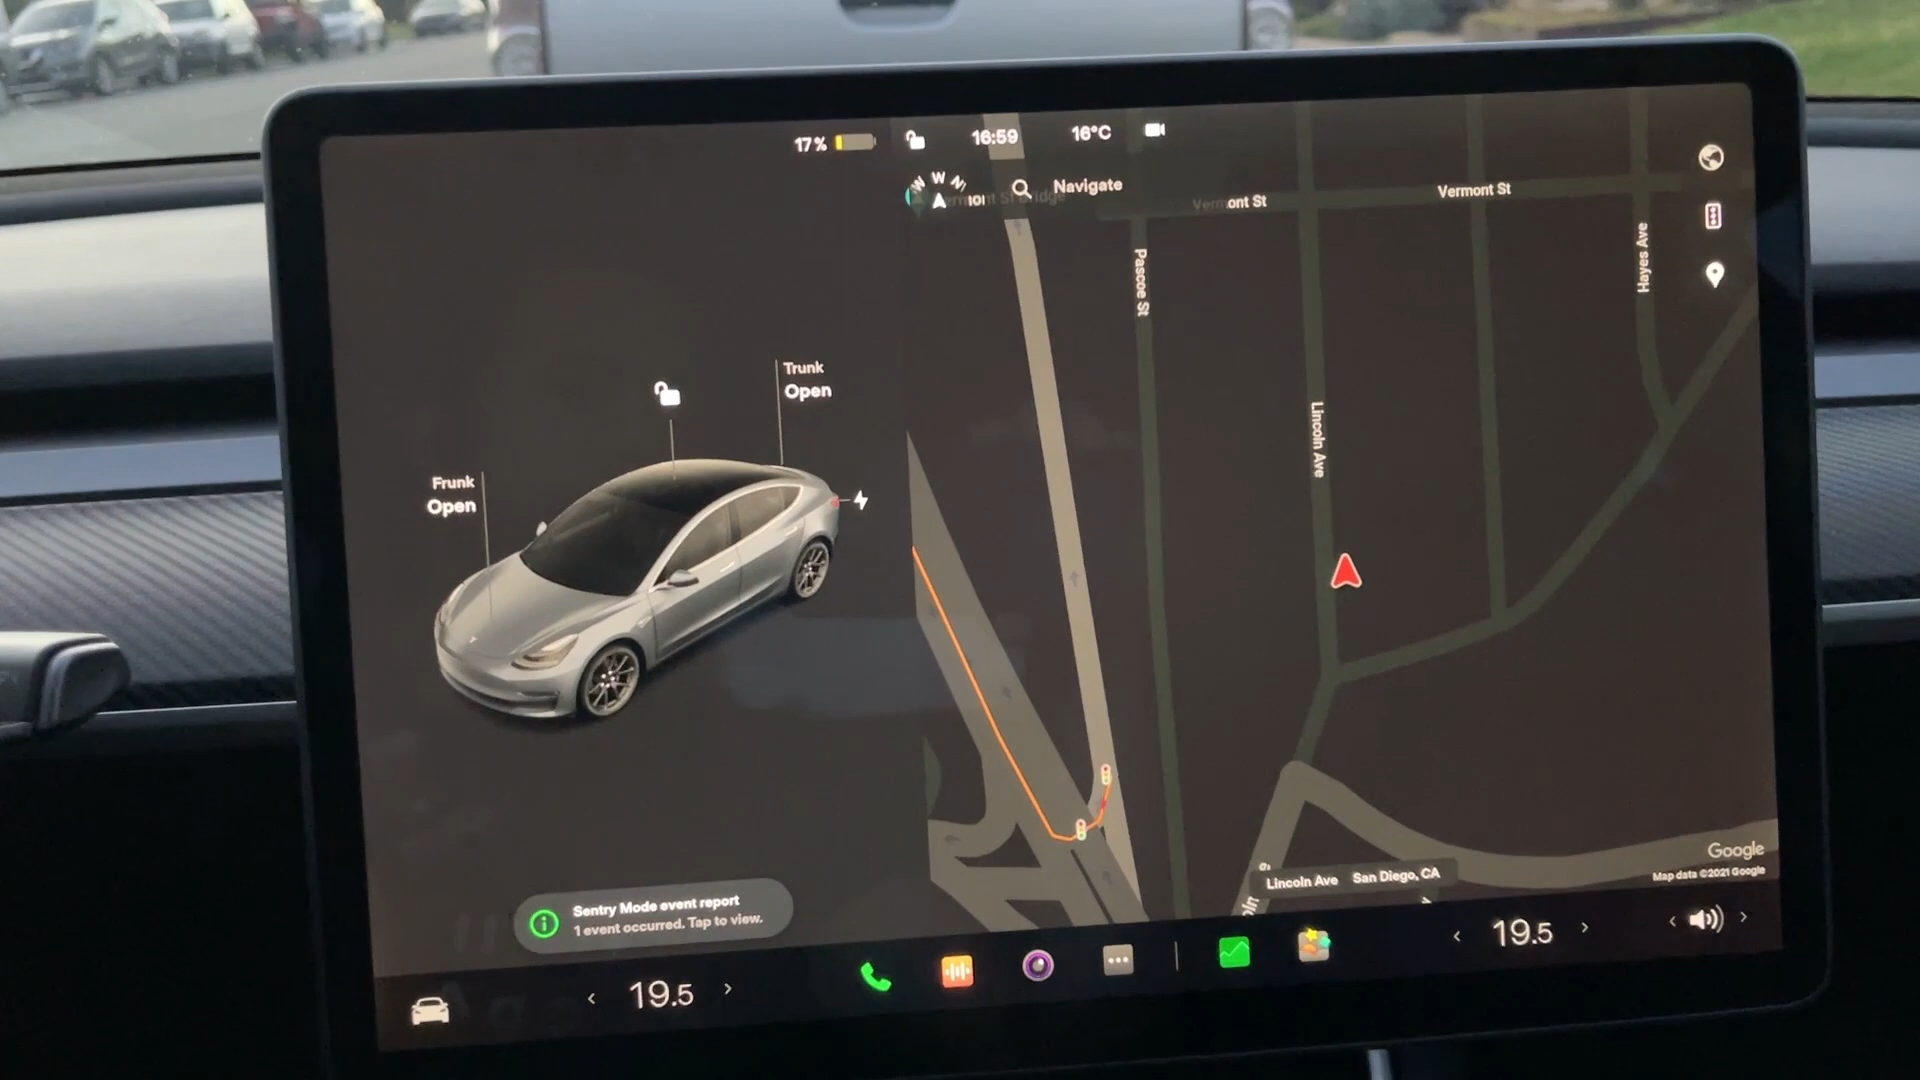 17%
16:59
16°C
W W N
Navigate
Vermont St
Vermont St
Pascoe St
Hayes Ave
Lincoln Ave
Trunk
Open
Frunk
Open
Google
Map data ©2021 Google
Lincoln Ave San Diego, CA
Sentry Mode event report
1 event occurred. Tap to view.
< 19.5 >
< 19.5 >
< >